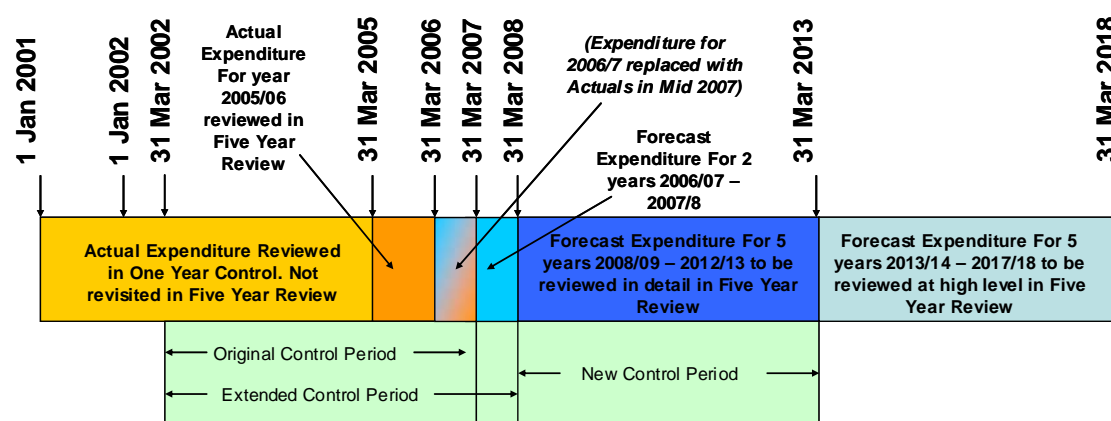 1 Jan 2001
1 Jan 2002
31 Mar 2002
Actual
Expenditure
For year
2005/06
reviewed in
Five Year
Review
31 Mar 2005
31 Mar 2006
31 Mar 2007
31 Mar 2008
(Expenditure for
2006/7 replaced with
Actuals in Mid 2007)
Forecast
Expenditure For 2
years 2006/07 –
2007/8
31 Mar 2013
31 Mar 2018
Actual Expenditure Reviewed
in One Year Control. Not
revisited in Five Year Review
Forecast Expenditure For 5
years 2008/09 – 2012/13 to be
reviewed in detail in Five Year
Review
Forecast Expenditure For 5
years 2013/14 – 2017/18 to be
reviewed at high level in Five
Year Review
Original Control Period
Extended Control Period
New Control Period